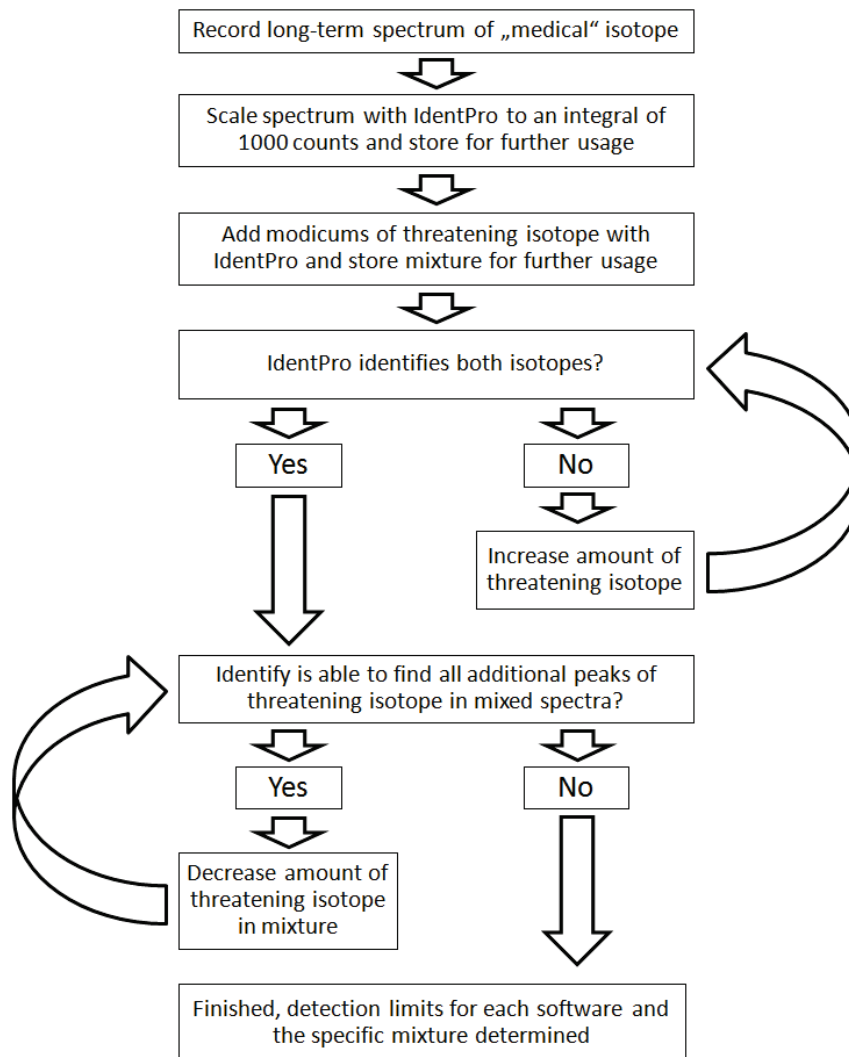 Record long-term spectrum of „medical“ isotope
Scale spectrum with IdentPro to an integral of
1000 counts and store for further usage
Add modicums of threatening isotope with
IdentPro and store mixture for further usage
IdentPro identifies both isotopes?
Yes
No
Increase amount of
threatening isotope
Identify is able to find all additional peaks of
threatening isotope in mixed spectra?
Yes
No
Decrease amount of
threatening isotope
in mixture
Finished, detection limits for each software and
the specific mixture determined